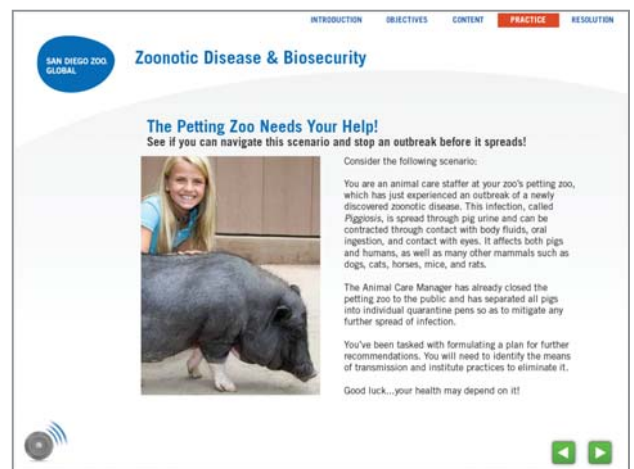 INTRODUCTION OBJECTIVES CONTENT PRACTICE RESOLUTION
SAN DIEGO ZOO.
GLOBAL
Zoonotic Disease & Biosecurity
The Petting Zoo Needs Your Help!
See if you can navigate this scenario and stop an outbreak before it spreads!
Consider the following scenario:
You are an animal care staffer at your zoo's petting zoo,
which has just experienced an outbreak of a newly
discovered zoonotic disease. This infection, called
Piggiosis, is spread through pig urine and can be
contracted through contact with body fluids, oral
ingestion, and contact with eyes. It affects both pigs
and humans, as well as many other mammals such as
dogs, cats, horses, mice, and rats.
The Animal Care Manager has already closed the
petting zoo to the public and has separated all pigs
into individual quarantine pens so as to mitigate any
further spread of infection.
You've been tasked with formulating a plan for further
recommendations. You will need to identify the means
of transmission and institute practices to eliminate it.
Good luck...your health may depend on it!